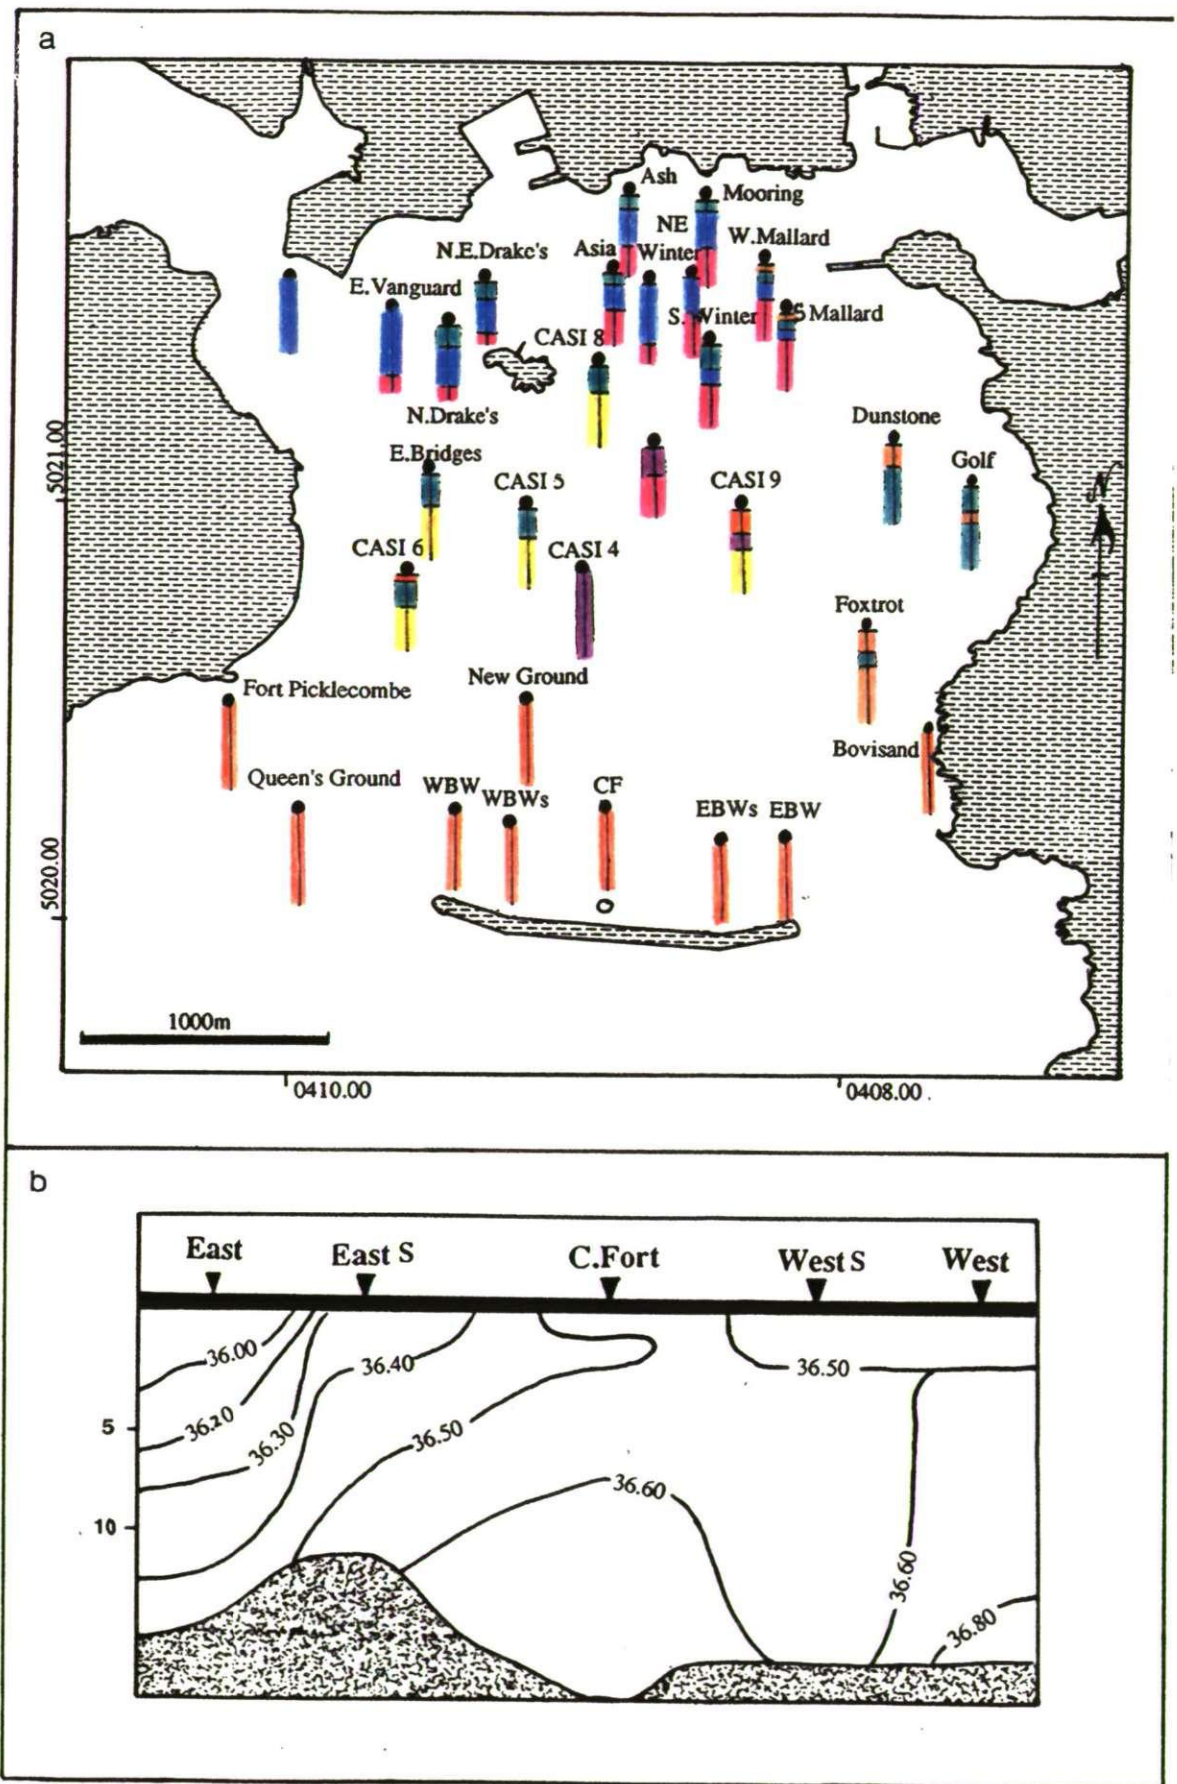 a
Ash
Mooring
NE
W.Mallard
N.E.Drake's
Asia
Winter
E.Vanguard
S. Winter
S Mallard
CASI 8
N.Drake's
Dunstone
E.Bridges
Golf
CASI 5
CASI 9
5021.00
N
CASI 6
CASI 4
Foxtrot
New Ground
Fort Picklecombe
Bovisand
Queen's Ground
WBW
WBWs
CF
EBWs
EBW
5020.00
1000m
0410.00
0408.00
b
East
East S
C.Fort
West S
West
36.00
36.40
36.50
36.20
5
36.30
36.50
36.60
10
36.60
36.80